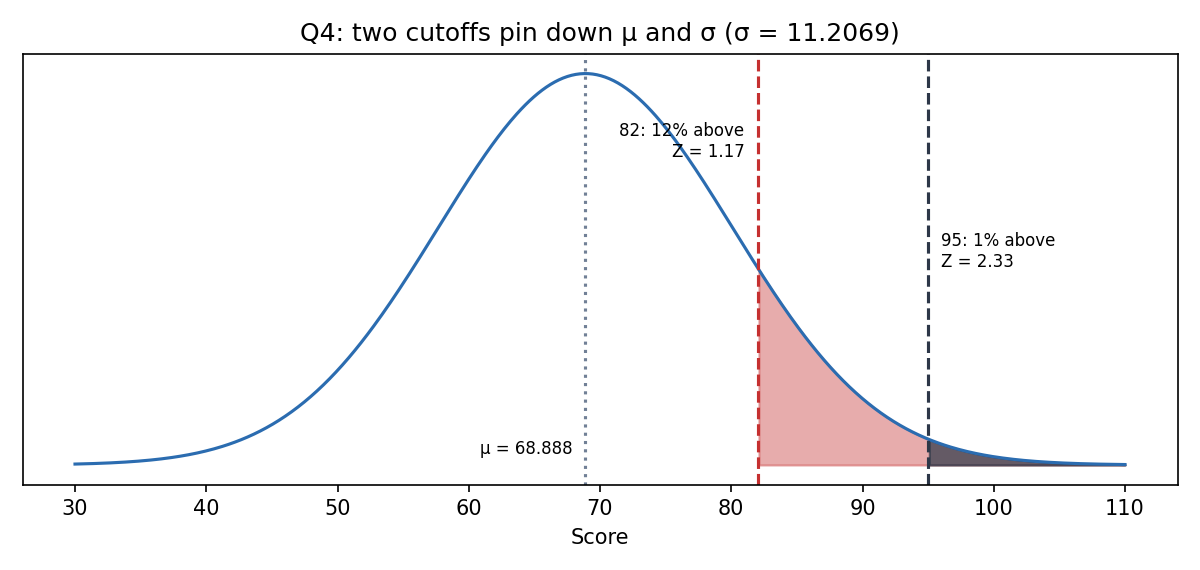 Q4: two cutoffs pin down μ and σ (σ = 11.2069)
82: 12% above
Z = 1.17
95: 1% above
Z = 2.33
μ = 68.888
30 40 50 60 70 80 90 100 110
Score